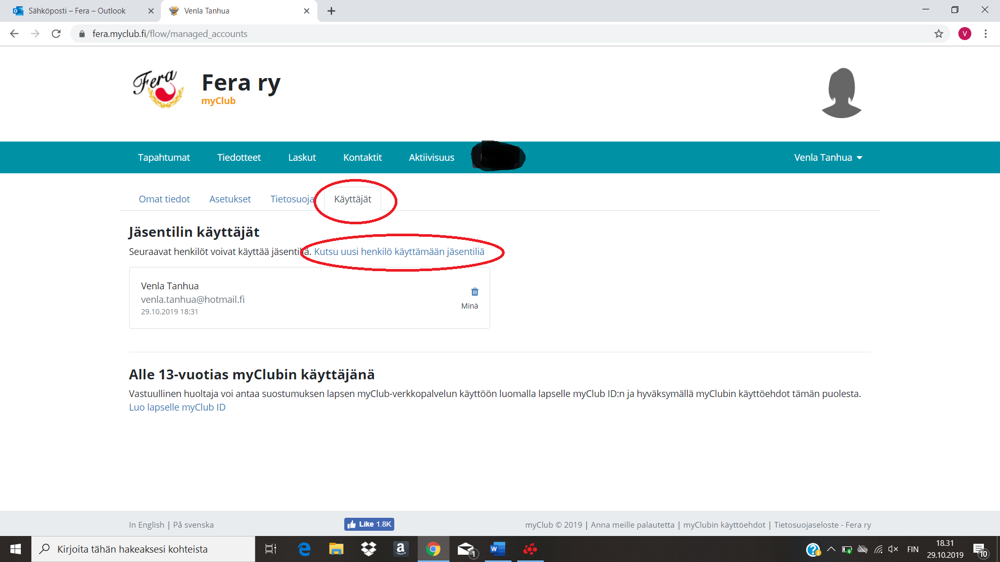 Sähköposti – Fera – Outlook
Venla Tanhua
fera.myclub.fi/flow/managed_accounts
V
Fera
Fera ry
myClub
Tapahtumat Tiedotteet Laskut Kontaktit Aktiivisuus
Venla Tanhua
Omat tiedot Asetukset Tietosuoja Käyttäjät
Jäsentilin käyttäjät
Seuraavat henkilöt voivat käyttää jäsentiliä. Kutsu uusi henkilö käyttämään jäsentiliä
Venla Tanhua
venla.tanhua@hotmail.fi
29.10.2019 18:31
Minä
Alle 13-vuotias myClubin käyttäjänä
Vastuullinen huoltaja voi antaa suostumuksen lapsen myClub-verkkopalvelun käyttöön luomalla lapselle myClub ID:n ja hyväksymällä myClubin käyttöehdot tämän puolesta.
Luo lapselle myClub ID
In English | På svenska
Like 1.8K
myClub © 2019 | Anna meille palautetta | myClubin käyttöehdot | Tietosuojaseloste - Fera ry
Kirjoita tähän hakeaksesi kohteista
1
FIN
18.31
29.10.2019
10